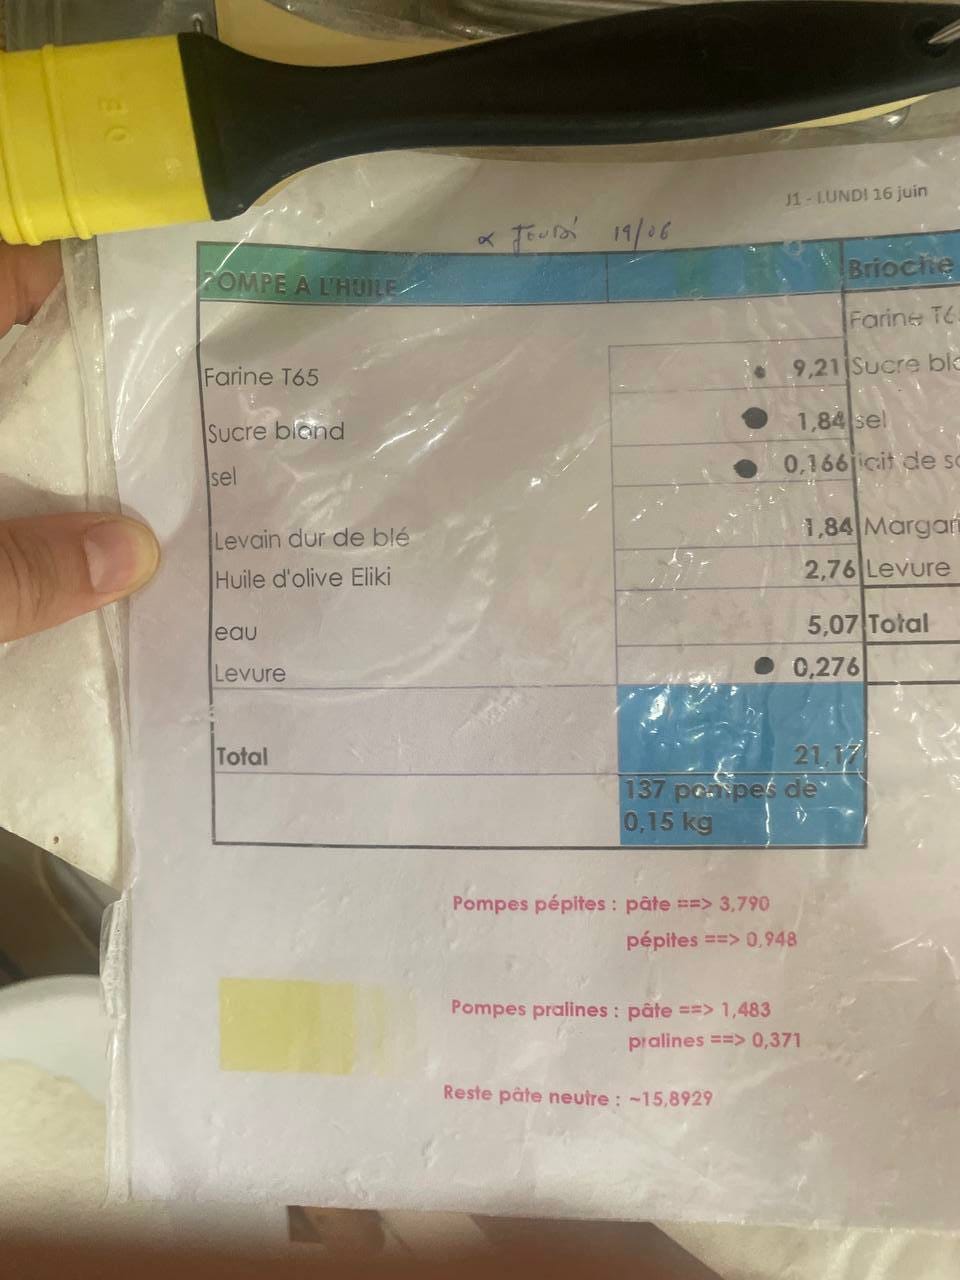 J1 - LUNDI 16 juin
JEUDI 19/06
POMPE A L'HUILE
Brioche
Farine T65
Farine T65 9,21
Sucre
Sucre blond 1,84
sel
sel 0,166
Levain dur de blé 1,84
Huile d'olive Eliki 2,76
Levure
eau 5,07
Total
Levure 0,276
Total 21,17
137 pompes de
0,15 kg
Pompes pépites : pâte ==> 3,790
pépites ==> 0,948
Pompes pralines : pâte ==> 1,483
pralines ==> 0,371
Reste pâte neutre : ~15,8929